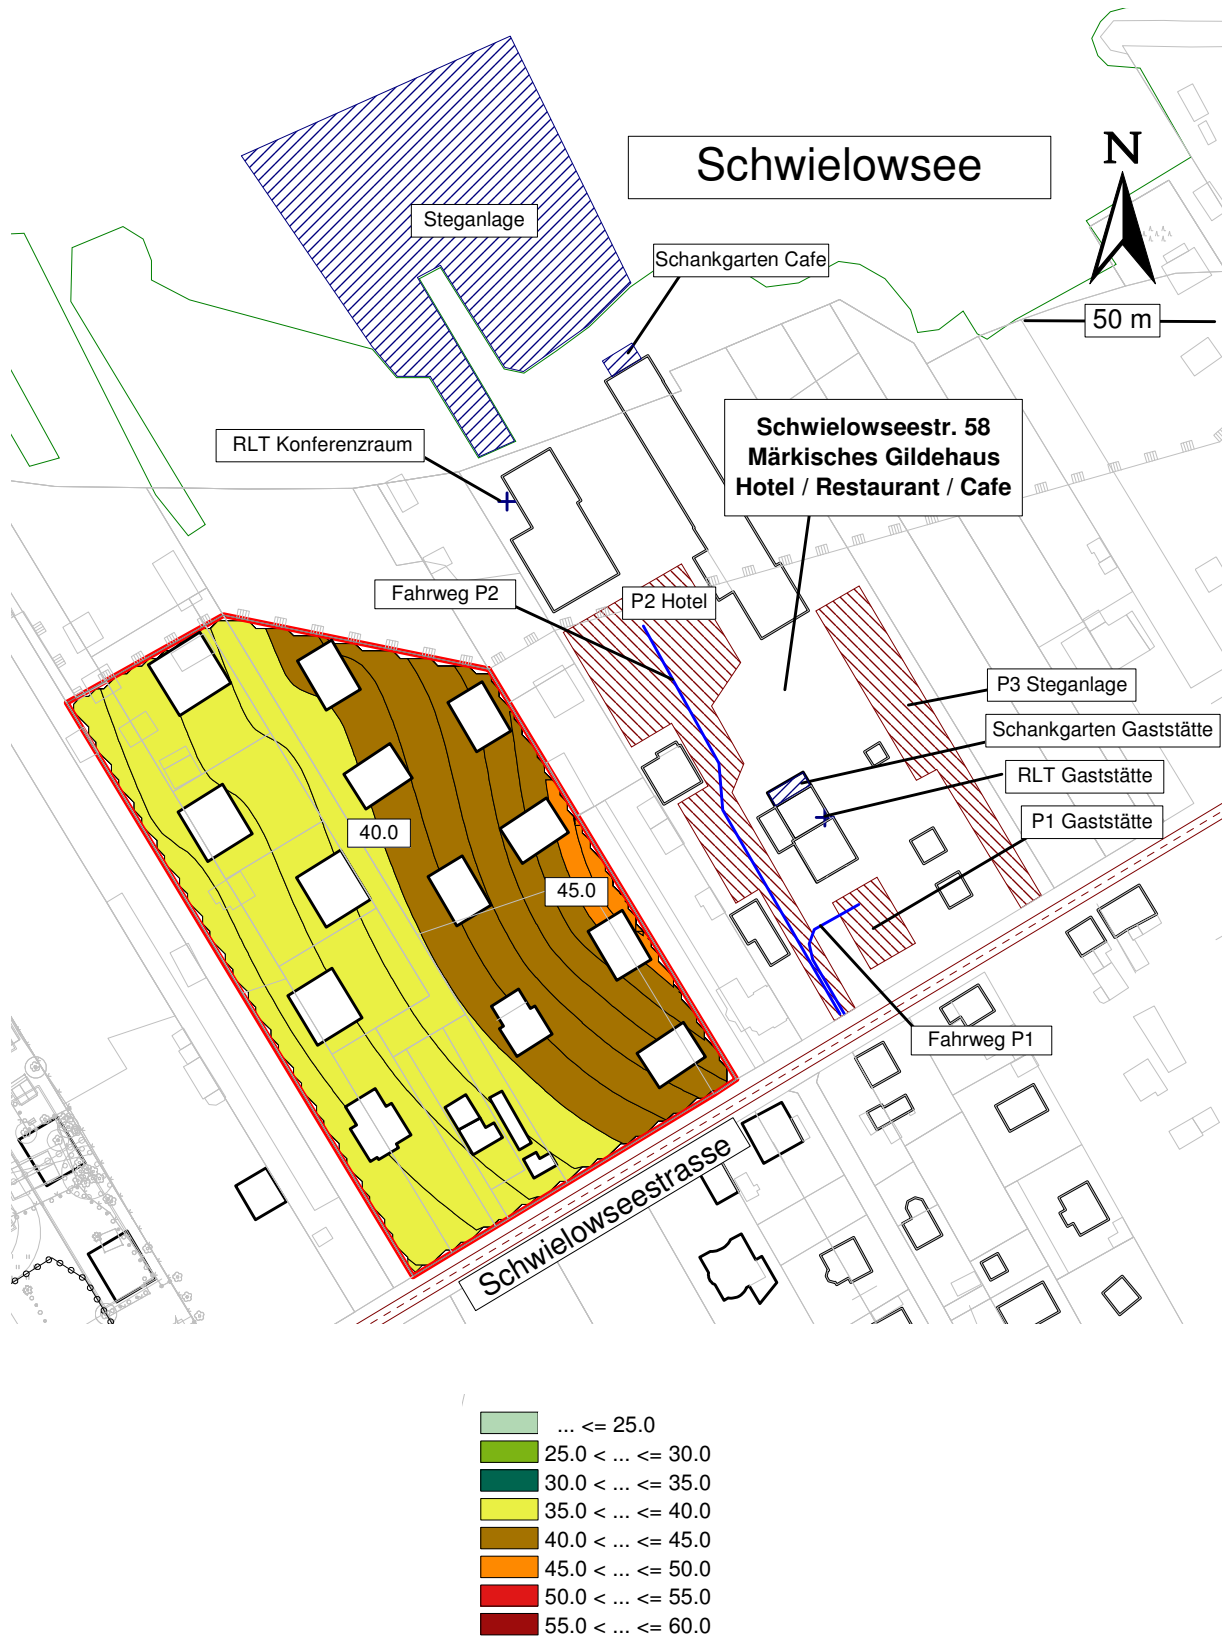 Schwielowsee
N
Steganlage
Schankgarten Cafe
50 m
RLT Konferenzraum
Schwielowseestr. 58
Märkisches Gildehaus
Hotel / Restaurant / Cafe
Fahrweg P2
P2 Hotel
P3 Steganlage
Schankgarten Gaststätte
RLT Gaststätte
P1 Gaststätte
40.0
45.0
Fahrweg P1
Schwielowseestrasse
... <= 25.0
25.0 < ... <= 30.0
30.0 < ... <= 35.0
35.0 < ... <= 40.0
40.0 < ... <= 45.0
45.0 < ... <= 50.0
50.0 < ... <= 55.0
55.0 < ... <= 60.0